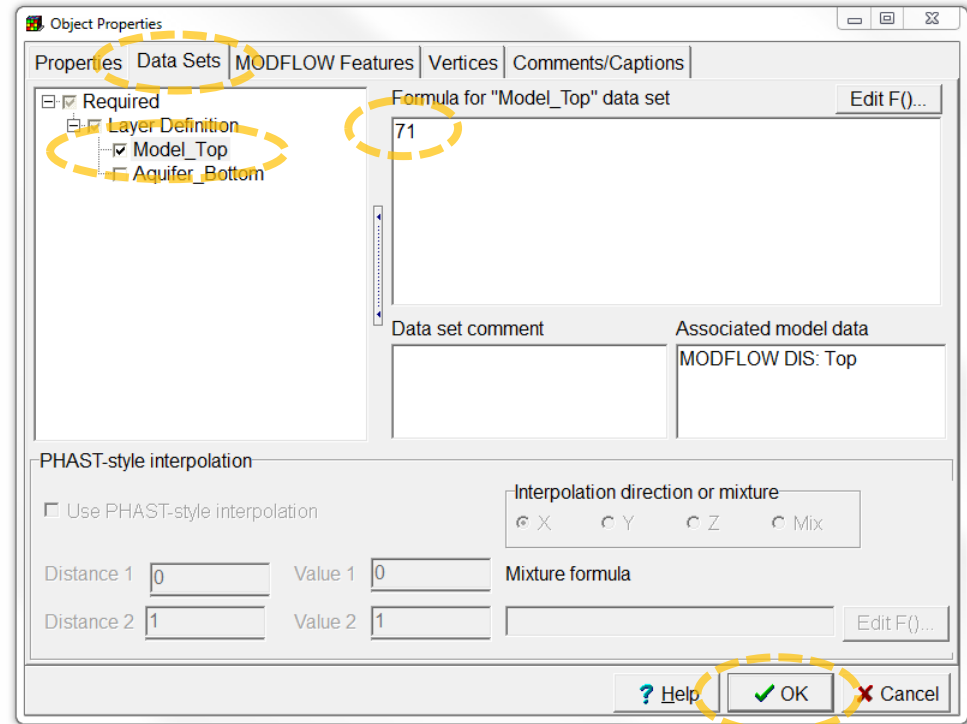 Object Properties
Properties Data Sets MODFLOW Features Vertices Comments/Captions
Required
Layer Definition
Model_Top
Aquifer_Bottom
Formula for "Model_Top" data set
Edit F()...
71
Data set comment
Associated model data
MODFLOW DIS: Top
PHAST-style interpolation
Use PHAST-style interpolation
Interpolation direction or mixture
X Y Z Mix
Distance 1 0 Value 1 0 Mixture formula
Distance 2 1 Value 2 1 Edit F()...
? Help OK Cancel